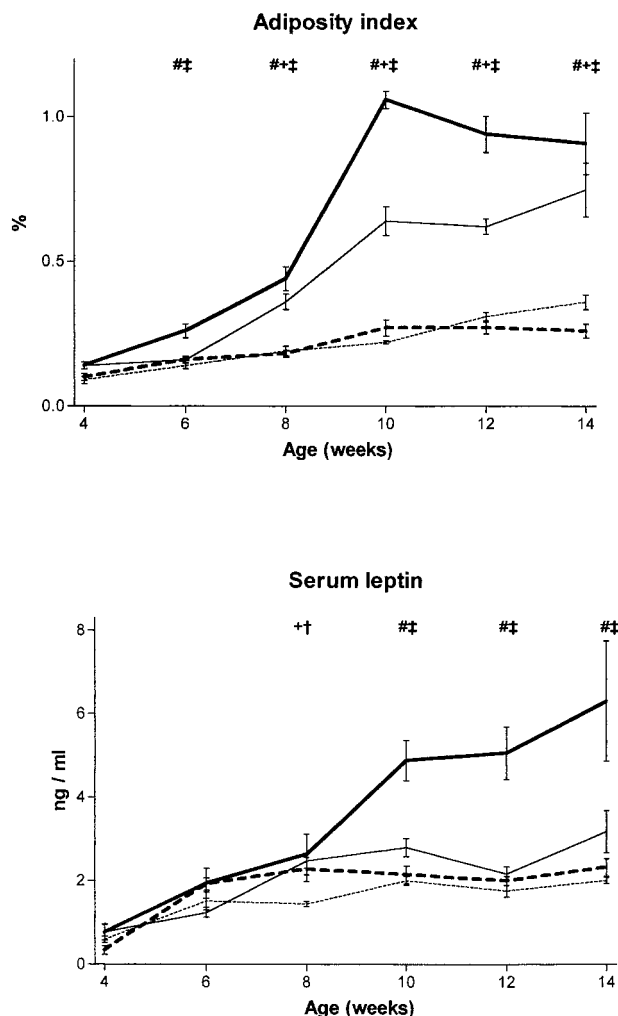 Adiposity index
#‡ #+‡ #+‡ #+‡ #+‡
1.0
%
0.5
0.0
4 6 8 10 12 14
Age (weeks)
Serum leptin
+† #‡ #‡ #‡
8
6
ng / ml
4
2
0
4 6 8 10 12 14
Age (weeks)